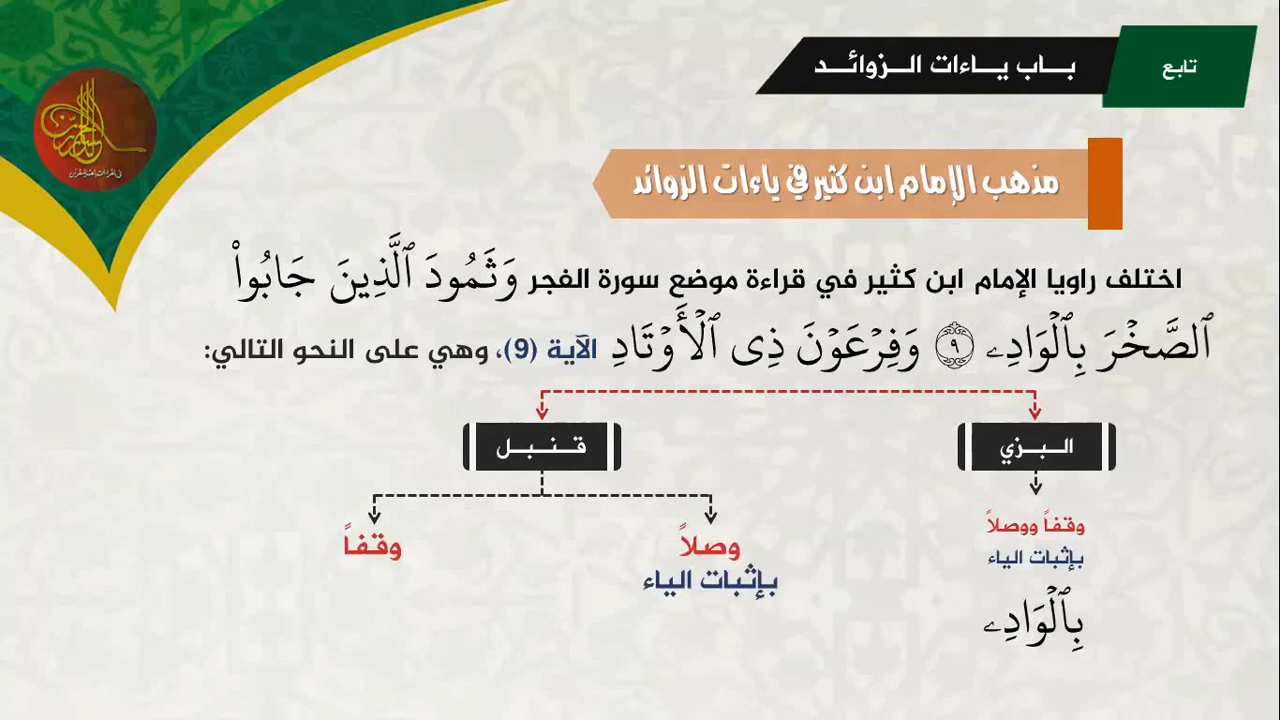 تابع
بـــاب يـــاءات الـــزوائـــد
مذهب الإمام ابن كثير في ياءات الزوائد
اختلف راويا الإمام ابن كثير في قراءة موضع سورة الفجر وَثَمُودَ ٱلَّذِينَ جَابُواْ
ٱلصَّخۡرَ بِٱلۡوَادِۦ ٩ وَفِرۡعَوۡنَ ذِي ٱلۡأَوۡتَادِ الآية (9)، وهي على النحو التالي:
الـــبـــزي
قـــنـــبـــل
وقفاً ووصلاً
بإثبات الياء
بِٱلۡوَادِۦ
وصلاً
بإثبات الياء
وقفاً